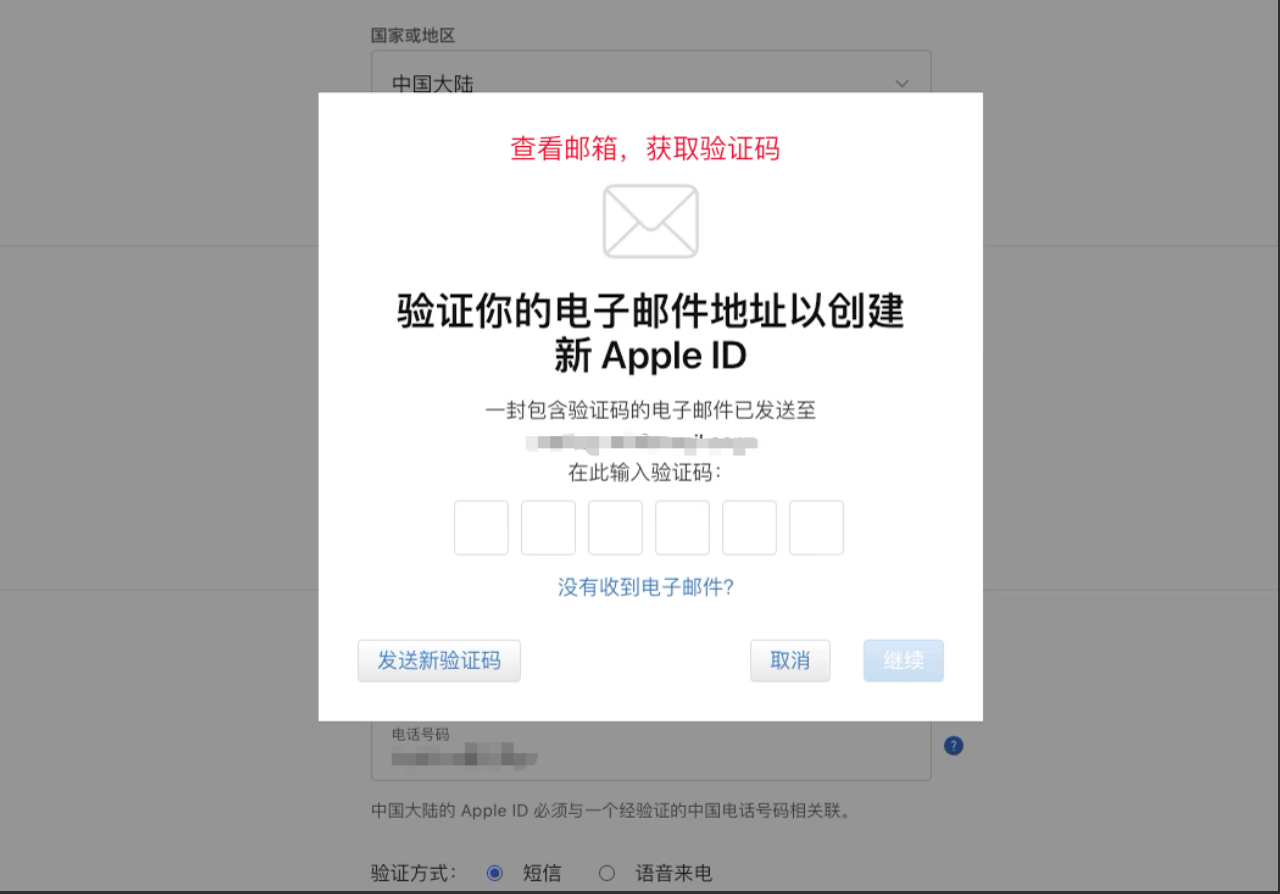 国家或地区
中国大陆
查看邮箱，获取验证码
验证你的电子邮件地址以创建
新 Apple ID
一封包含验证码的电子邮件已发送至
在此输入验证码：
没有收到电子邮件?
发送新验证码 取消 继续
电话号码
?
中国大陆的 Apple ID 必须与一个经验证的中国电话号码相关联。
验证方式： 短信 语音来电